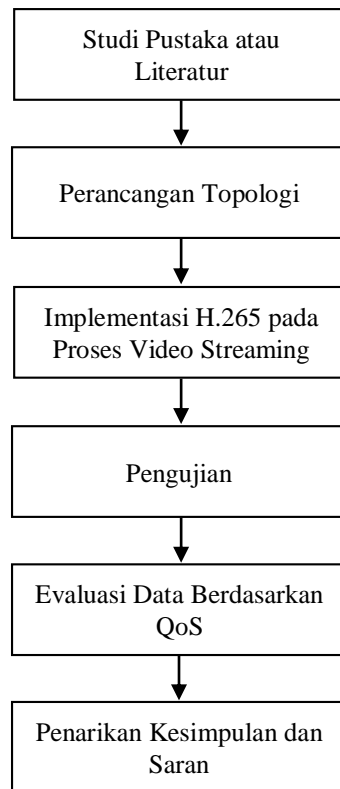 Studi Pustaka atau
Literatur
Perancangan Topologi
Implementasi H.265 pada
Proses Video Streaming
Pengujian
Evaluasi Data Berdasarkan
QoS
Penarikan Kesimpulan dan
Saran